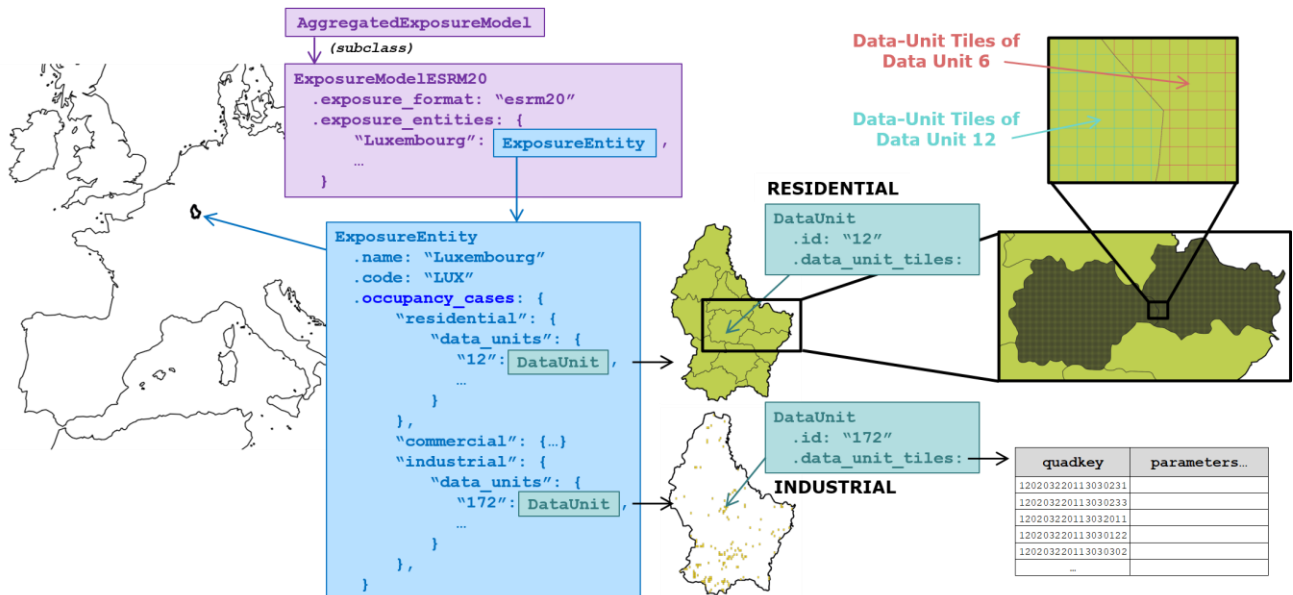 AggregatedExposureModel
(subclass)
ExposureModelESRM20
.exposure_format: “esrm20”
.exposure_entities: {
“Luxembourg”: ExposureEntity ,
…
}
ExposureEntity
.name: “Luxembourg”
.code: “LUX”
.occupancy_cases: {
“residential”: {
“data_units”: {
“12”: DataUnit ,
…
}
},
“commercial”: {…}
“industrial”: {
“data_units”: {
“172”: DataUnit ,
…
}
},
}
RESIDENTIAL
DataUnit
.id: “12”
.data_unit_tiles:
Data-Unit Tiles of
Data Unit 6
Data-Unit Tiles of
Data Unit 12
DataUnit
.id: “172”
.data_unit_tiles:
INDUSTRIAL
quadkey parameters…
120203220113030231
120203220113030233
120203220113032011
120203220113030122
120203220113030302
…